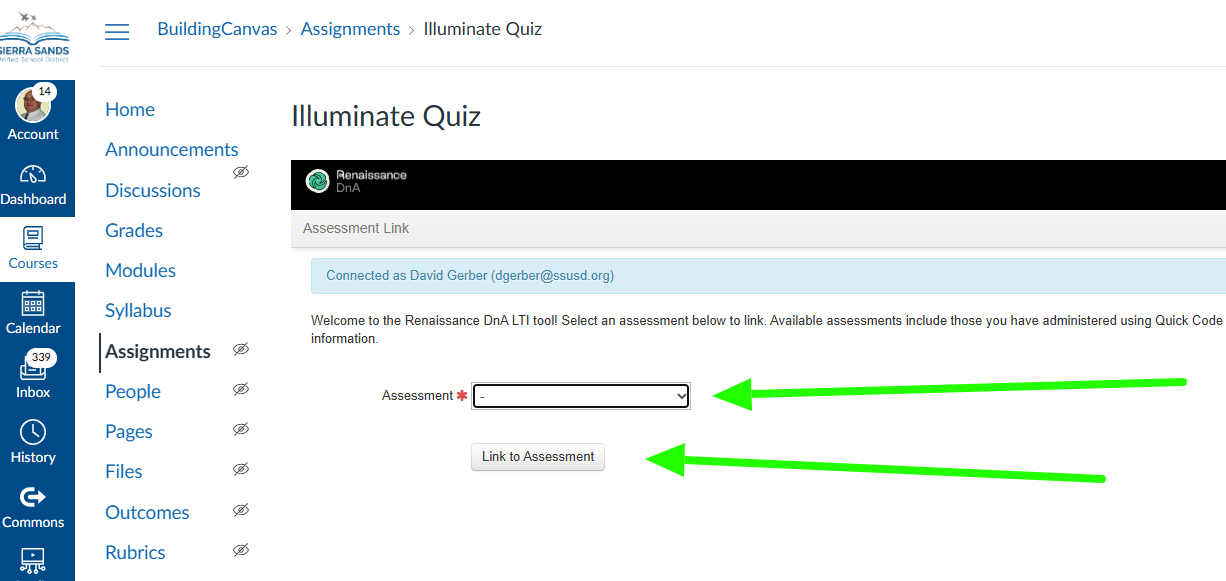 SIERRA SANDS
Unified School District
BuildingCanvas > Assignments > Illuminate Quiz
14
Account
Dashboard
Courses
Calendar
339
Inbox
History
Commons
Home
Announcements
Discussions
Grades
Modules
Syllabus
Assignments
People
Pages
Files
Outcomes
Rubrics
Illuminate Quiz
Renaissance
DnA
Assessment Link
Connected as David Gerber (dgerber@ssusd.org)
Welcome to the Renaissance DnA LTI tool! Select an assessment below to link. Available assessments include those you have administered using Quick Code
information.
Assessment * -
Link to Assessment